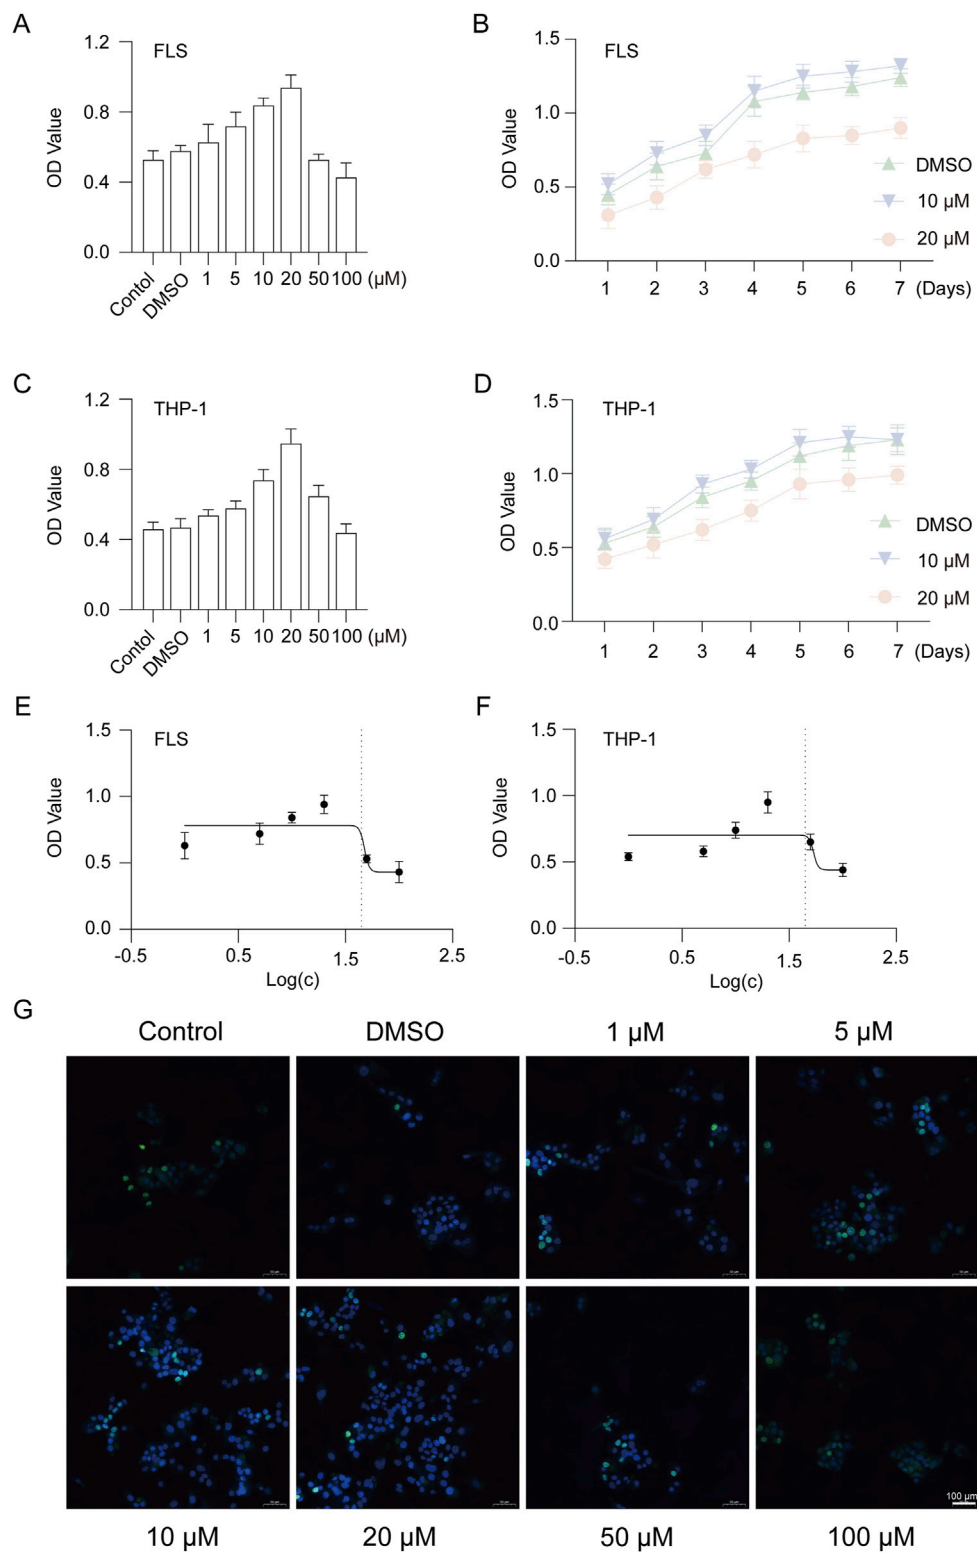 A
FLS
1.2
0.8
0.4
0.0
OD Value
Contol
DMSO
1
5
10
20
50
100
(µM)
B
FLS
1.5
1.0
0.5
0.0
OD Value
DMSO
10 µM
20 µM
1 2 3 4 5 6 7 (Days)
C
THP-1
1.2
0.8
0.4
0.0
OD Value
Contol
DMSO
1
5
10
20
50
100
(µM)
D
THP-1
1.5
1.0
0.5
0.0
OD Value
DMSO
10 µM
20 µM
1 2 3 4 5 6 7 (Days)
E
FLS
1.5
1.0
0.5
0.0
OD Value
-0.5 0.5 1.5 2.5
Log(c)
F
THP-1
1.5
1.0
0.5
0.0
OD Value
-0.5 0.5 1.5 2.5
Log(c)
G
Control DMSO 1 µM 5 µM
100 µm
10 µM 20 µM 50 µM 100 µM